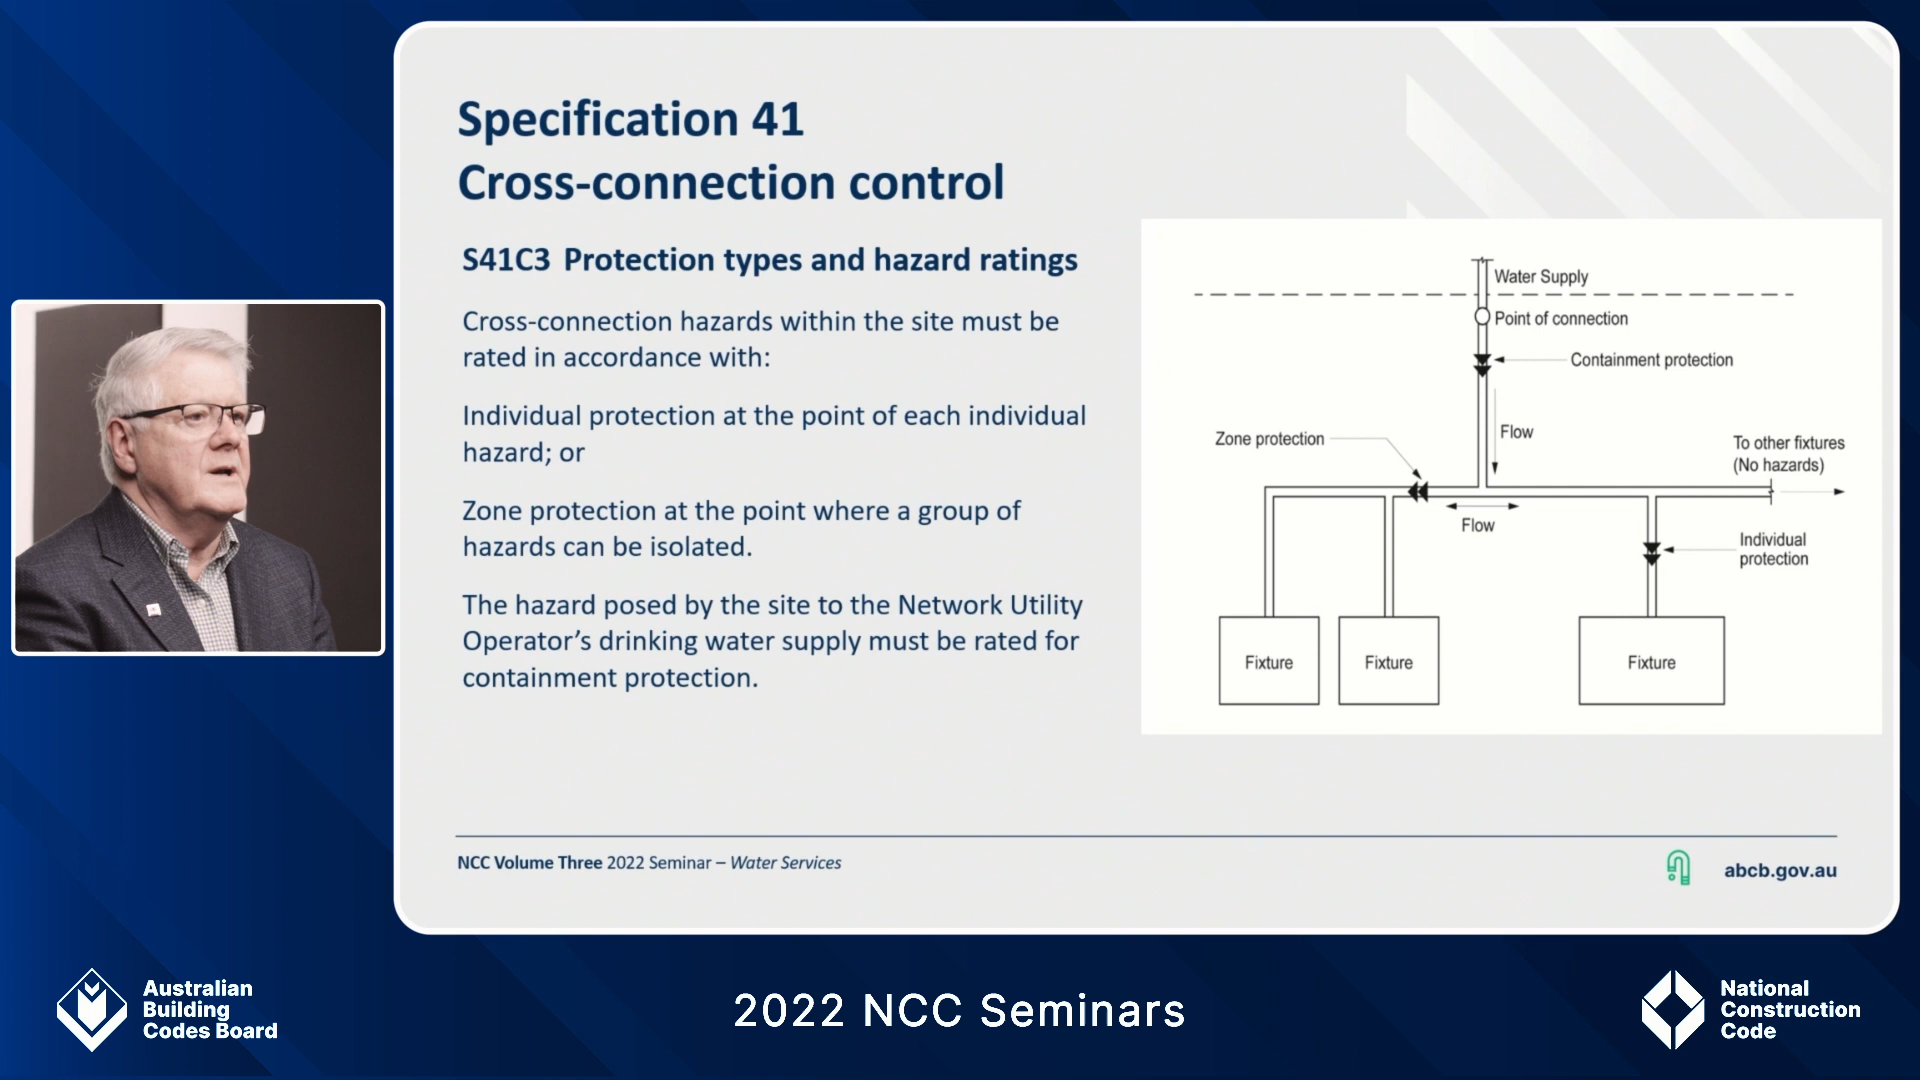 Specification 41
Cross-connection control
S41C3 Protection types and hazard ratings
Cross-connection hazards within the site must be
rated in accordance with:
Individual protection at the point of each individual
hazard; or
Zone protection at the point where a group of
hazards can be isolated.
The hazard posed by the site to the Network Utility
Operator's drinking water supply must be rated for
containment protection.
Water Supply
Point of connection
Containment protection
Flow
Zone protection
To other fixtures
(No hazards)
Flow
Individual
protection
Fixture
Fixture
Fixture
NCC Volume Three 2022 Seminar – Water Services
abcb.gov.au
Australian
Building
Codes Board
2022 NCC Seminars
National
Construction
Code